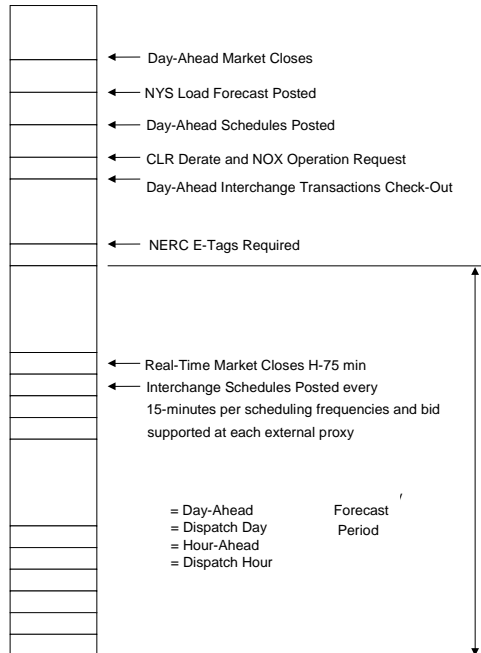 Day-Ahead Market Closes
NYS Load Forecast Posted
Day-Ahead Schedules Posted
CLR Derate and NOX Operation Request
Day-Ahead Interchange Transactions Check-Out
NERC E-Tags Required
Real-Time Market Closes H-75 min
Interchange Schedules Posted every
15-minutes per scheduling frequencies and bid
supported at each external proxy
= Day-Ahead
= Dispatch Day
= Hour-Ahead
= Dispatch Hour
Forecast
Period